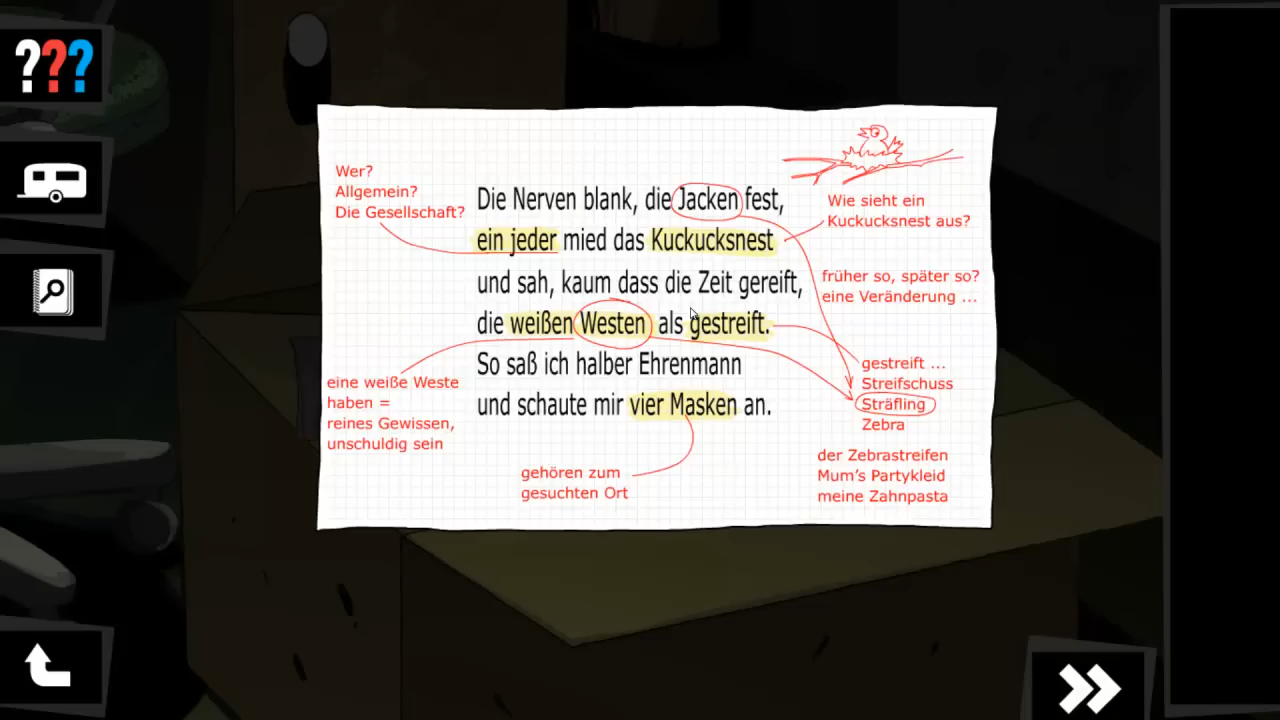 ???
Wer?
Allgemein?
Die Gesellschaft?
Die Nerven blank, die Jacken fest,
ein jeder mied das Kuckucksnest
und sah, kaum dass die Zeit gereift,
die weißen Westen als gestreift.
So saß ich halber Ehrenmann
und schaute mir vier Masken an.
Wie sieht ein
Kuckucksnest aus?
früher so, später so?
eine Veränderung ...
eine weiße Weste
haben =
reines Gewissen,
unschuldig sein
gestreift ...
Streifschuss
Sträfling
Zebra
der Zebrastreifen
Mum's Partykleid
meine Zahnpasta
gehören zum
gesuchten Ort